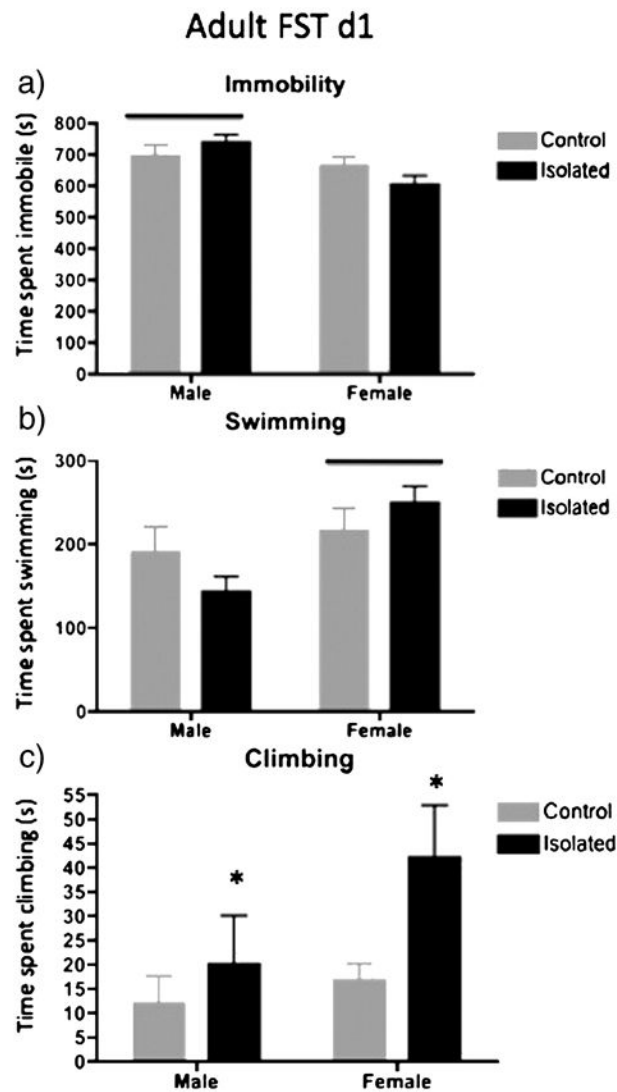 Adult FST d1
a)
Immobility
Time spent immobile (s)
800
700
600
500
400
300
200
100
0
Male
Female
Control
Isolated
b)
Swimming
Time spent swimming (s)
300
200
100
0
Male
Female
Control
Isolated
c)
Climbing
Time spent climbing (s)
55
50
45
40
35
30
25
20
15
10
5
0
*
*
Male
Female
Control
Isolated